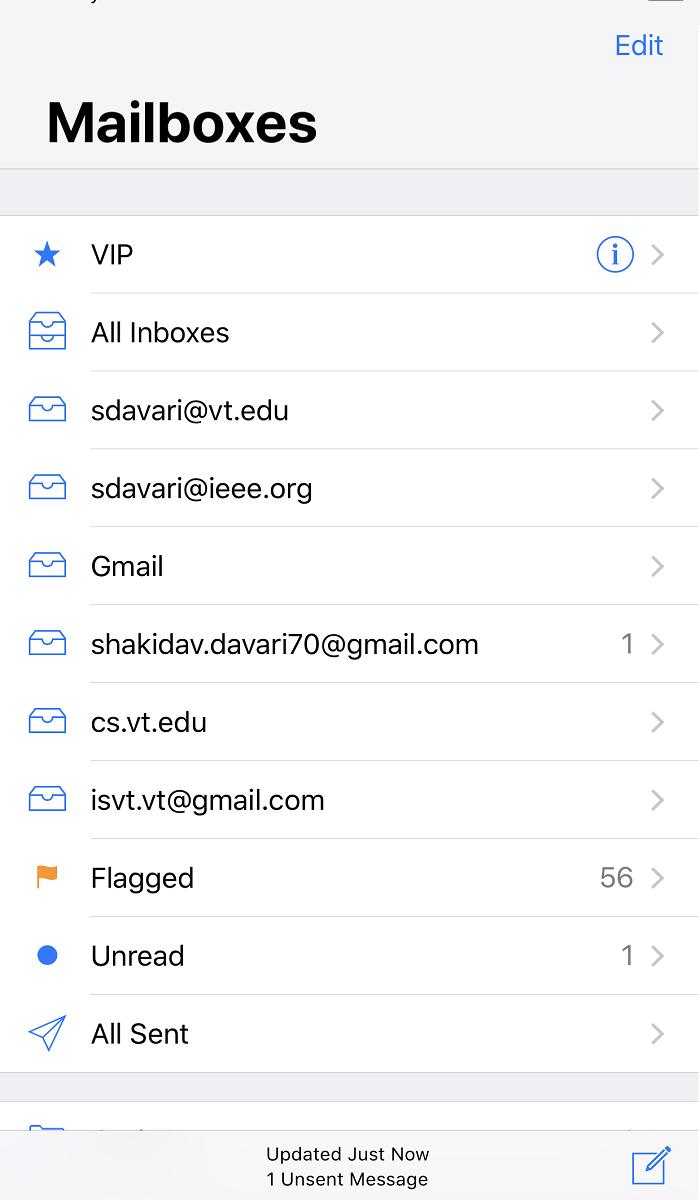 Edit
Mailboxes
VIP
All Inboxes
sdavari@vt.edu
sdavari@ieee.org
Gmail
shakidav.davari70@gmail.com 1
cs.vt.edu
isvt.vt@gmail.com
Flagged 56
Unread 1
All Sent
Updated Just Now
1 Unsent Message